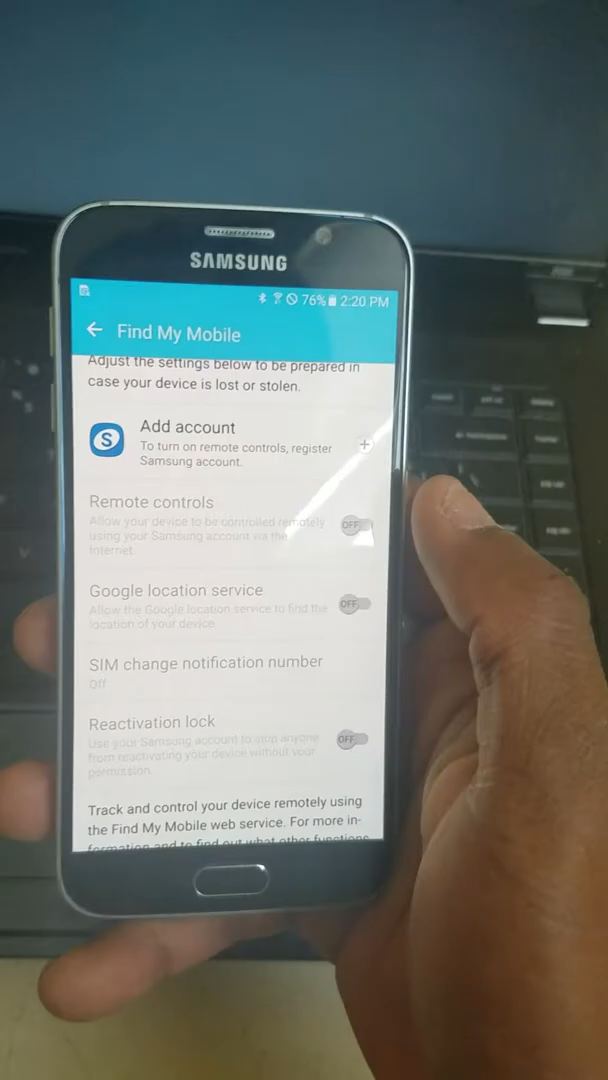 SAMSUNG
76% 2:20 PM
Find My Mobile
Adjust the settings below to be prepared in
case your device is lost or stolen.
S
Add account
To turn on remote controls, register
Samsung account.
Remote controls
Allow your device to be controlled remotely
using your Samsung account via the
Internet.
OFF
Google location service
Allow the Google location service to find the
location of your device.
OFF
SIM change notification number
Off
Reactivation lock
Use your Samsung account to stop anyone
from reactivating your device without your
permission.
OFF
Track and control your device remotely using
the Find My Mobile web service. For more in-
formation and to find out what other functions